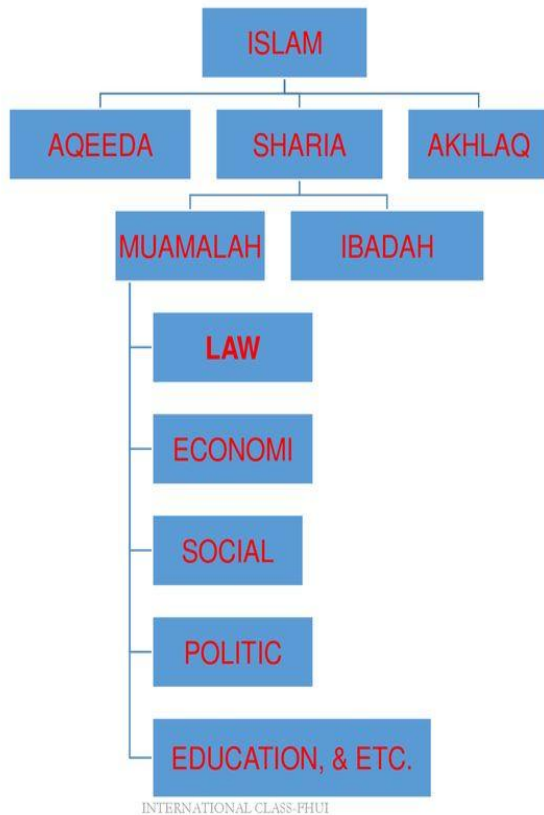 ISLAM
AQEEDA SHARIA AKHLAQ
MUAMALAH IBADAH
LAW
ECONOMI
SOCIAL
POLITIC
EDUCATION, & ETC.
INTERNATIONAL CLASS-FHUI